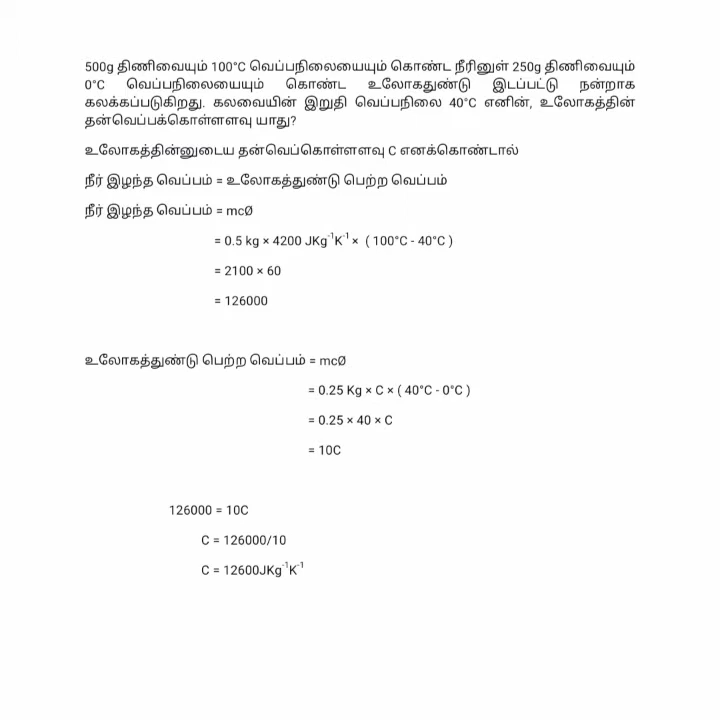 500g திணிவையும் 100°C வெப்பநிலையையும் கொண்ட நீரினுள் 250g திணிவையும்
0°C வெப்பநிலையையும் கொண்ட உலோகதுண்டு இடப்பட்டு நன்றாக
கலக்கப்படுகிறது. கலவையின் இறுதி வெப்பநிலை 40°C எனின், உலோகத்தின்
தன்வெப்பக்கொள்ளளவு யாது?
உலோகத்தின்னுடைய தன்வெப்கொள்ளளவு C எனக்கொண்டால்
நீர் இழந்த வெப்பம் = உலோகத்துண்டு பெற்ற வெப்பம்
நீர் இழந்த வெப்பம் = mcØ
= 0.5 kg × 4200 JKg⁻¹K⁻¹ × ( 100°C - 40°C )
= 2100 × 60
= 126000
உலோகத்துண்டு பெற்ற வெப்பம் = mcØ
= 0.25 Kg × C × ( 40°C - 0°C )
= 0.25 × 40 × C
= 10C
126000 = 10C
C = 126000/10
C = 12600JKg⁻¹K⁻¹